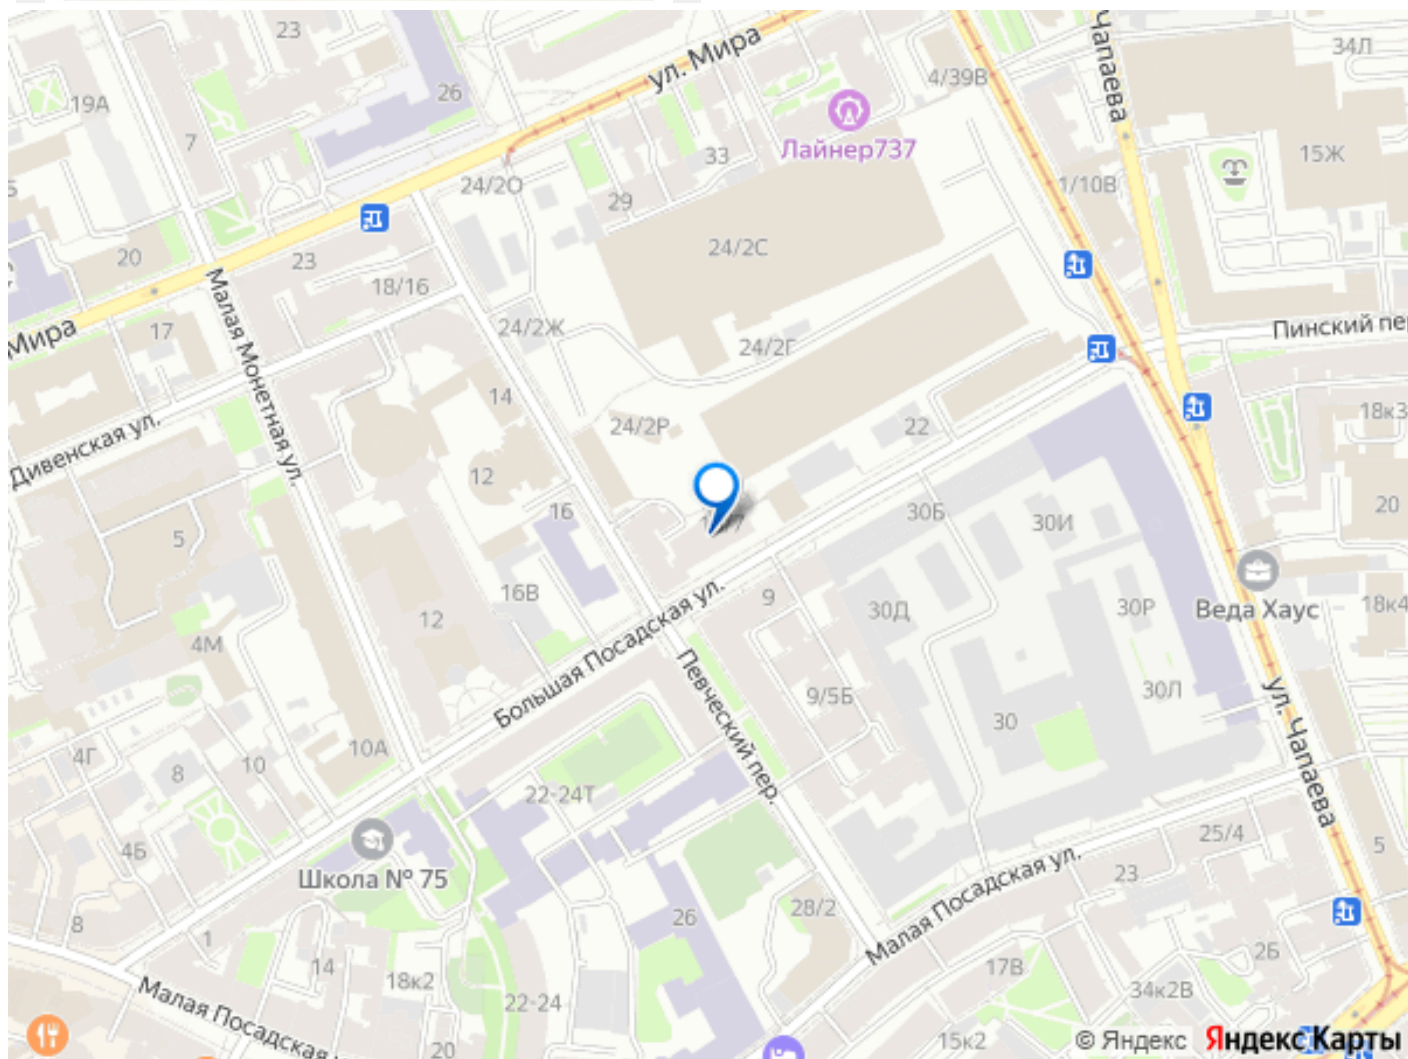 23
ул. Мира
34Л
Чапаева
4/39В
26
19А
7
Лайнер737
33
15Ж
24/2О
1/10В
29
20
23
24/2С
18/16
Пинский пер
Мира
17
Малая Монетная ул.
24/2Ж
24/2Г
14
18к3
24/2Р
22
Дивенская ул.
12
16
30Б
30И
20
5
16В
9
30Д
30Р
Веда Хаус
18к4
12
4М
Большая Посадская ул.
Певческий пер.
9/5Б
30Л
30
ул. Чапаева
4Г
8
10
10А
22-24Т
25/4
4Б
Школа № 75
23
5
Малая Посадская ул.
28/2
26
8
1
14
18к2
22-24
17В
2Б
34к2В
Малая Посадская
20
15к2
© Яндекс Яндекс Карты